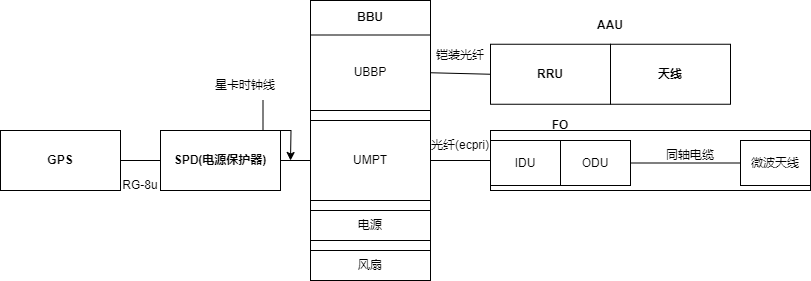 BBU
AAU
UBBP
铠装光纤
RRU
天线
星卡时钟线
FO
GPS
RG-8u
SPD(电源保护器)
UMPT
光纤(ecpri)
IDU
ODU
同轴电缆
微波天线
电源
风扇